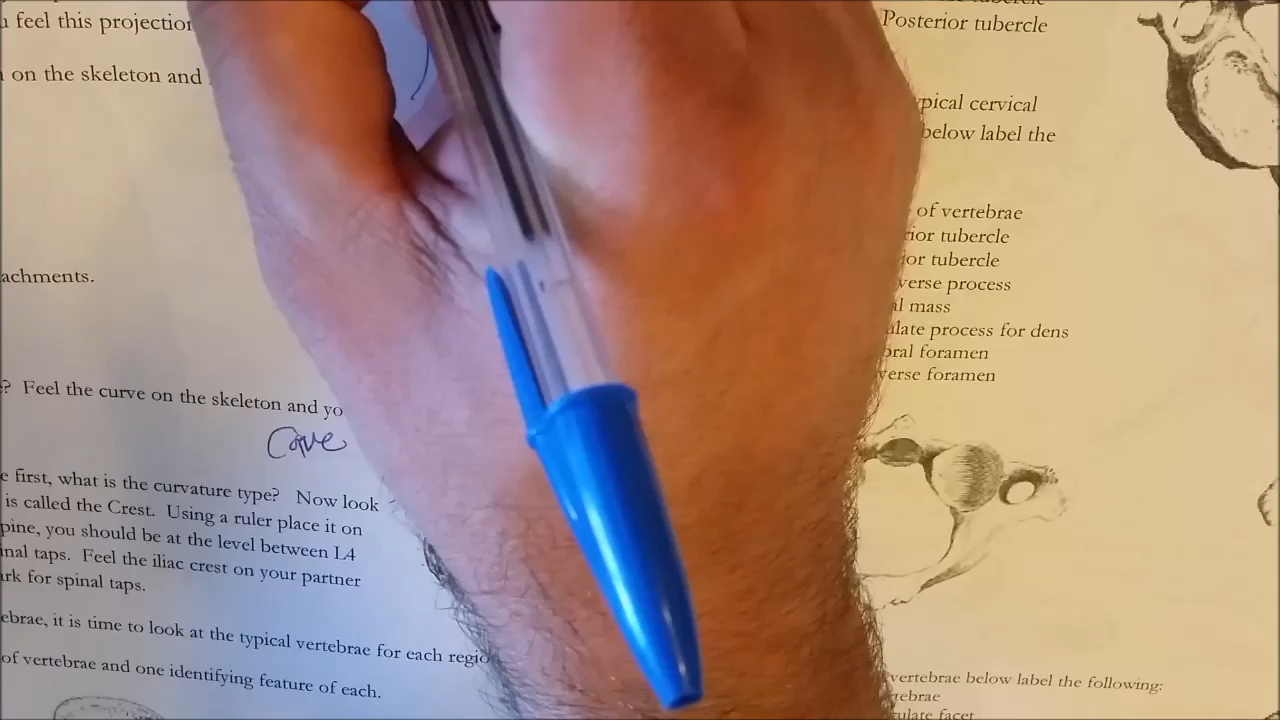 feel this projection
on the skeleton and
achments.
? Feel the curve on the skeleton and yo
Cave
e first, what is the curvature type? Now look
is called the Crest. Using a ruler place it on
pine, you should be at the level between L4
inal taps. Feel the iliac crest on your partner
ark for spinal taps.
ebrae, it is time to look at the typical vertebrae for each regio
of vertebrae and one identifying feature of each.
Posterior tubercle
pical cervical
below label the
of vertebrae
rior tubercle
ior tubercle
verse process
al mass
ulate process for dens
bral foramen
verse foramen
vertebrae below label the following:
tebrae
ulate facet